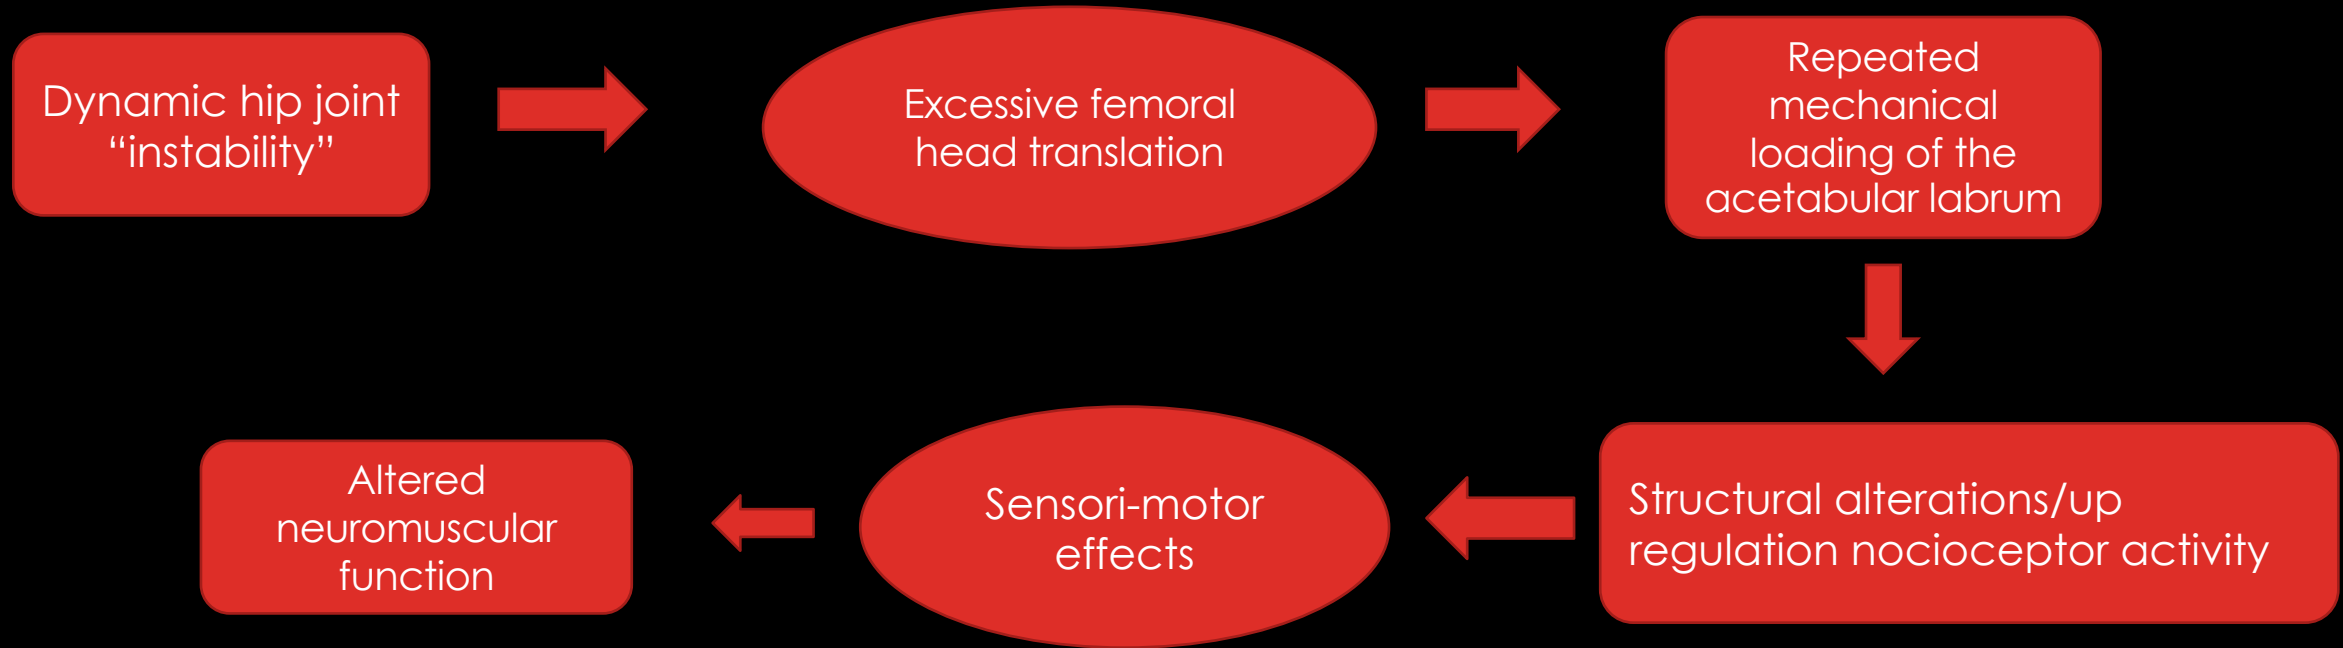 Dynamic hip joint
“instability”
Excessive femoral
head translation
Repeated
mechanical
loading of the
acetabular labrum
Structural alterations/up
regulation nocioceptor activity
Sensori-motor
effects
Altered
neuromuscular
function